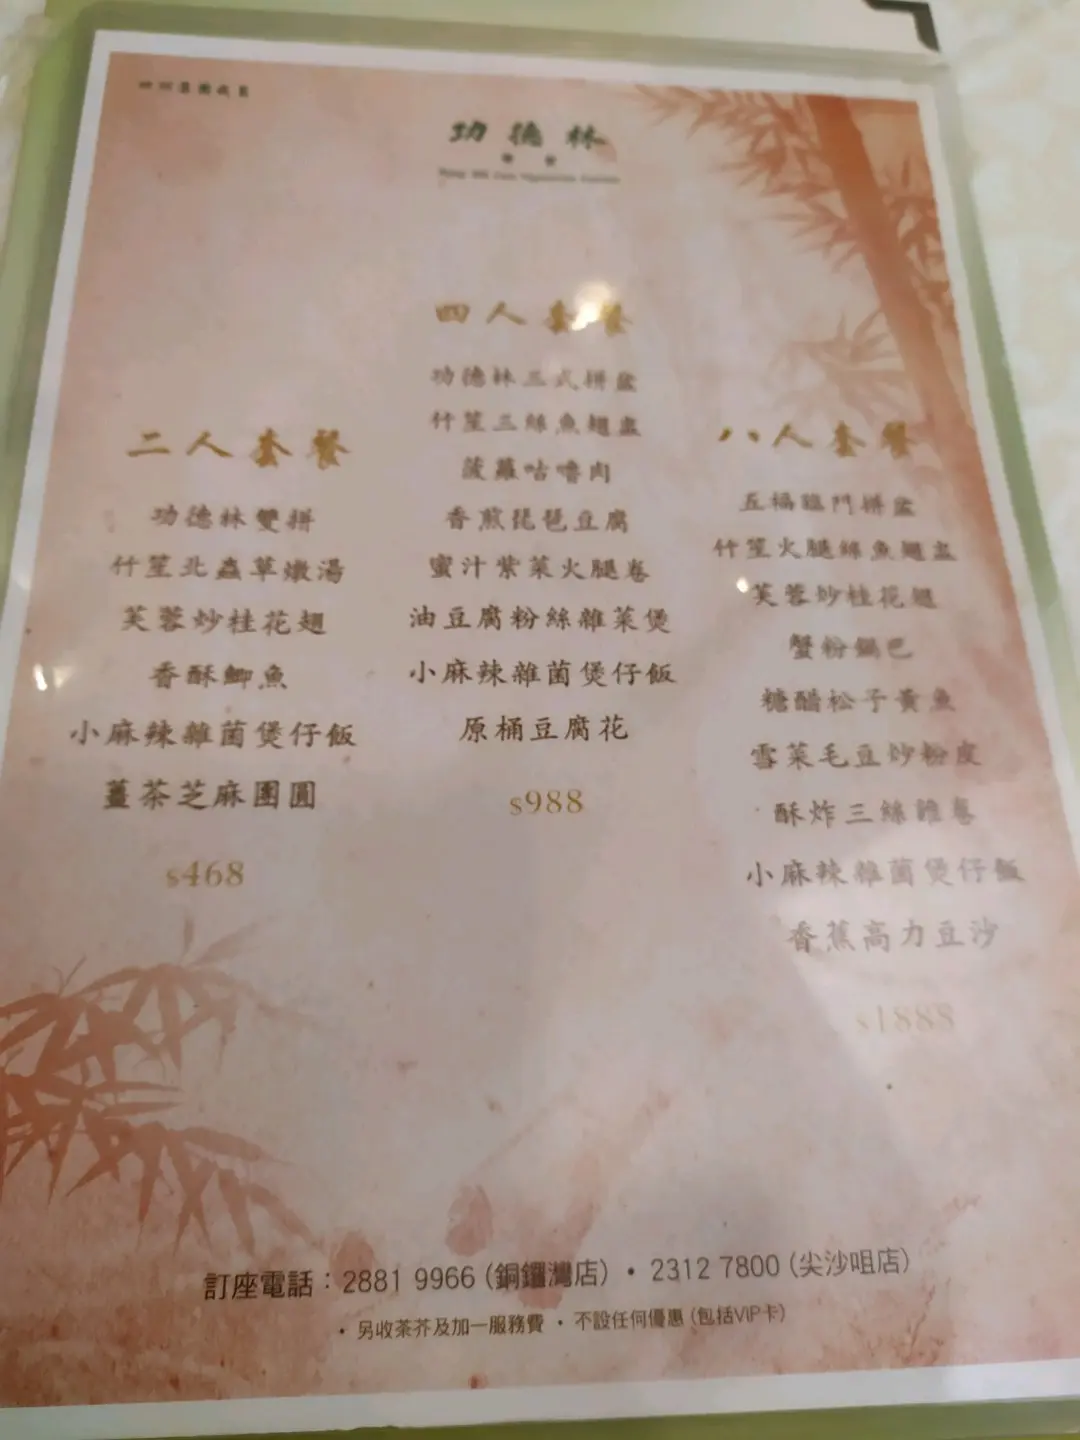 功德林
二人套餐
功德林雙拼
竹笙北蟲草燉湯
芙蓉炒桂花翅
香酥鯽魚
小麻辣雜菌煲仔飯
薑茶芝麻團圓
$468
四人套餐
功德林三式拼盆
竹笙三絲魚翅盅
菠蘿咕嚕肉
香煎琵琶豆腐
蜜汁紫菜火腿卷
油豆腐粉絲雜菜煲
小麻辣雜菌煲仔飯
原桶豆腐花
$988
八人套餐
五福臨門拼盆
竹笙火腿絲魚翅盅
芙蓉炒桂花翅
蟹粉鍋巴
糖醋松子黃魚
雪菜毛豆炒粉皮
酥炸三絲雜卷
小麻辣雜菌煲仔飯
香蕉高力豆沙
$1888
訂座電話：2881 9966 (銅鑼灣店) • 2312 7800 (尖沙咀店)
• 另收茶芥及加一服務費 • 不設任何優惠 (包括VIP卡)